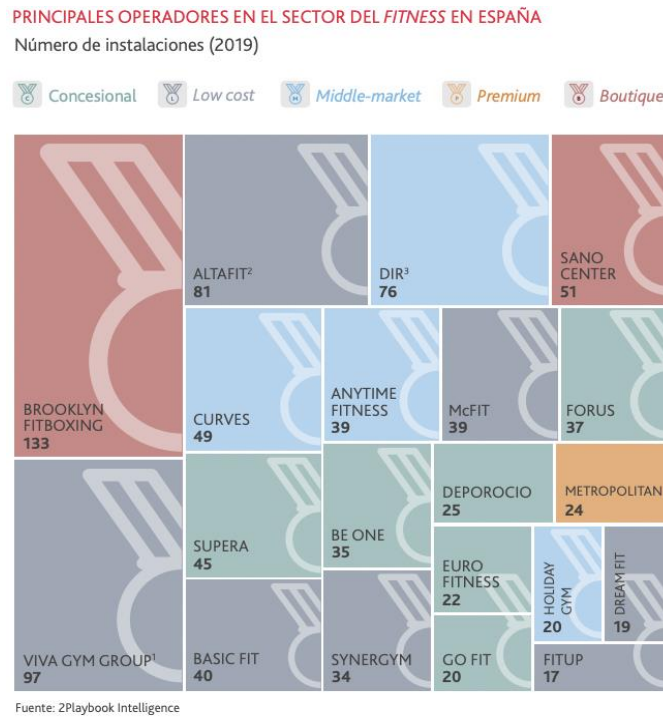 PRINCIPALES OPERADORES EN EL SECTOR DEL FITNESS EN ESPAÑA
Número de instalaciones (2019)
C Concesional L Low cost M Middle-market P Premium B Boutique
BROOKLYN
FITBOXING
133
ALTAFIT²
81
DIR³
76
SANO
CENTER
51
CURVES
49
ANYTIME
FITNESS
39
McFIT
39
FORUS
37
VIVA GYM GROUP¹
97
SUPERA
45
BE ONE
35
DEPOROCIO
25
METROPOLITAN
24
EURO
FITNESS
22
HOLIDAY
GYM
20
DREAM FIT
19
BASIC FIT
40
SYNERGYM
34
GO FIT
20
FITUP
17
Fuente: 2Playbook Intelligence